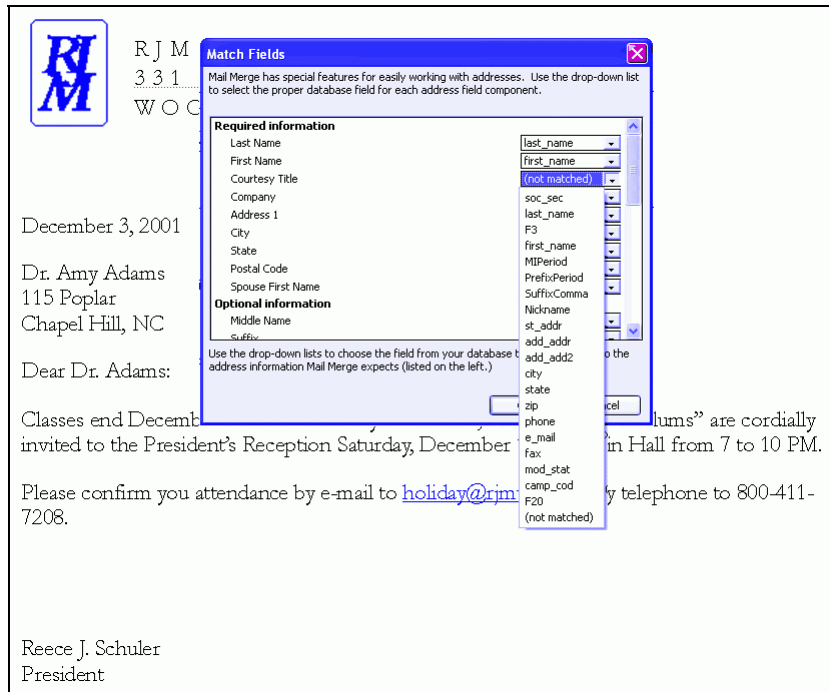 RJM
R J M
3 3 1
W O O
Match Fields
Mail Merge has special features for easily working with addresses. Use the drop-down list
to select the proper database field for each address field component.
Required information
Last Name last_name
First Name first_name
Courtesy Title (not matched)
Company
Address 1
City
State
Postal Code
Spouse First Name
Optional information
Middle Name
Suffix
soc_sec
last_name
F3
first_name
MIPeriod
PrefixPeriod
SuffixComma
Nickname
st_addr
add_addr
add_add2
city
state
zip
phone
e_mail
fax
mod_stat
camp_cod
F20
(not matched)
Use the drop-down lists to choose the field from your database to the
address information Mail Merge expects (listed on the left.)
December 3, 2001
Dr. Amy Adams
115 Poplar
Chapel Hill, NC
Dear Dr. Adams:
Classes end Decemb lums” are cordially
invited to the President’s Reception Saturday, December in Hall from 7 to 10 PM.
Please confirm you attendance by e-mail to holiday@rjm y telephone to 800-411-
7208.
Reece J. Schuler
President